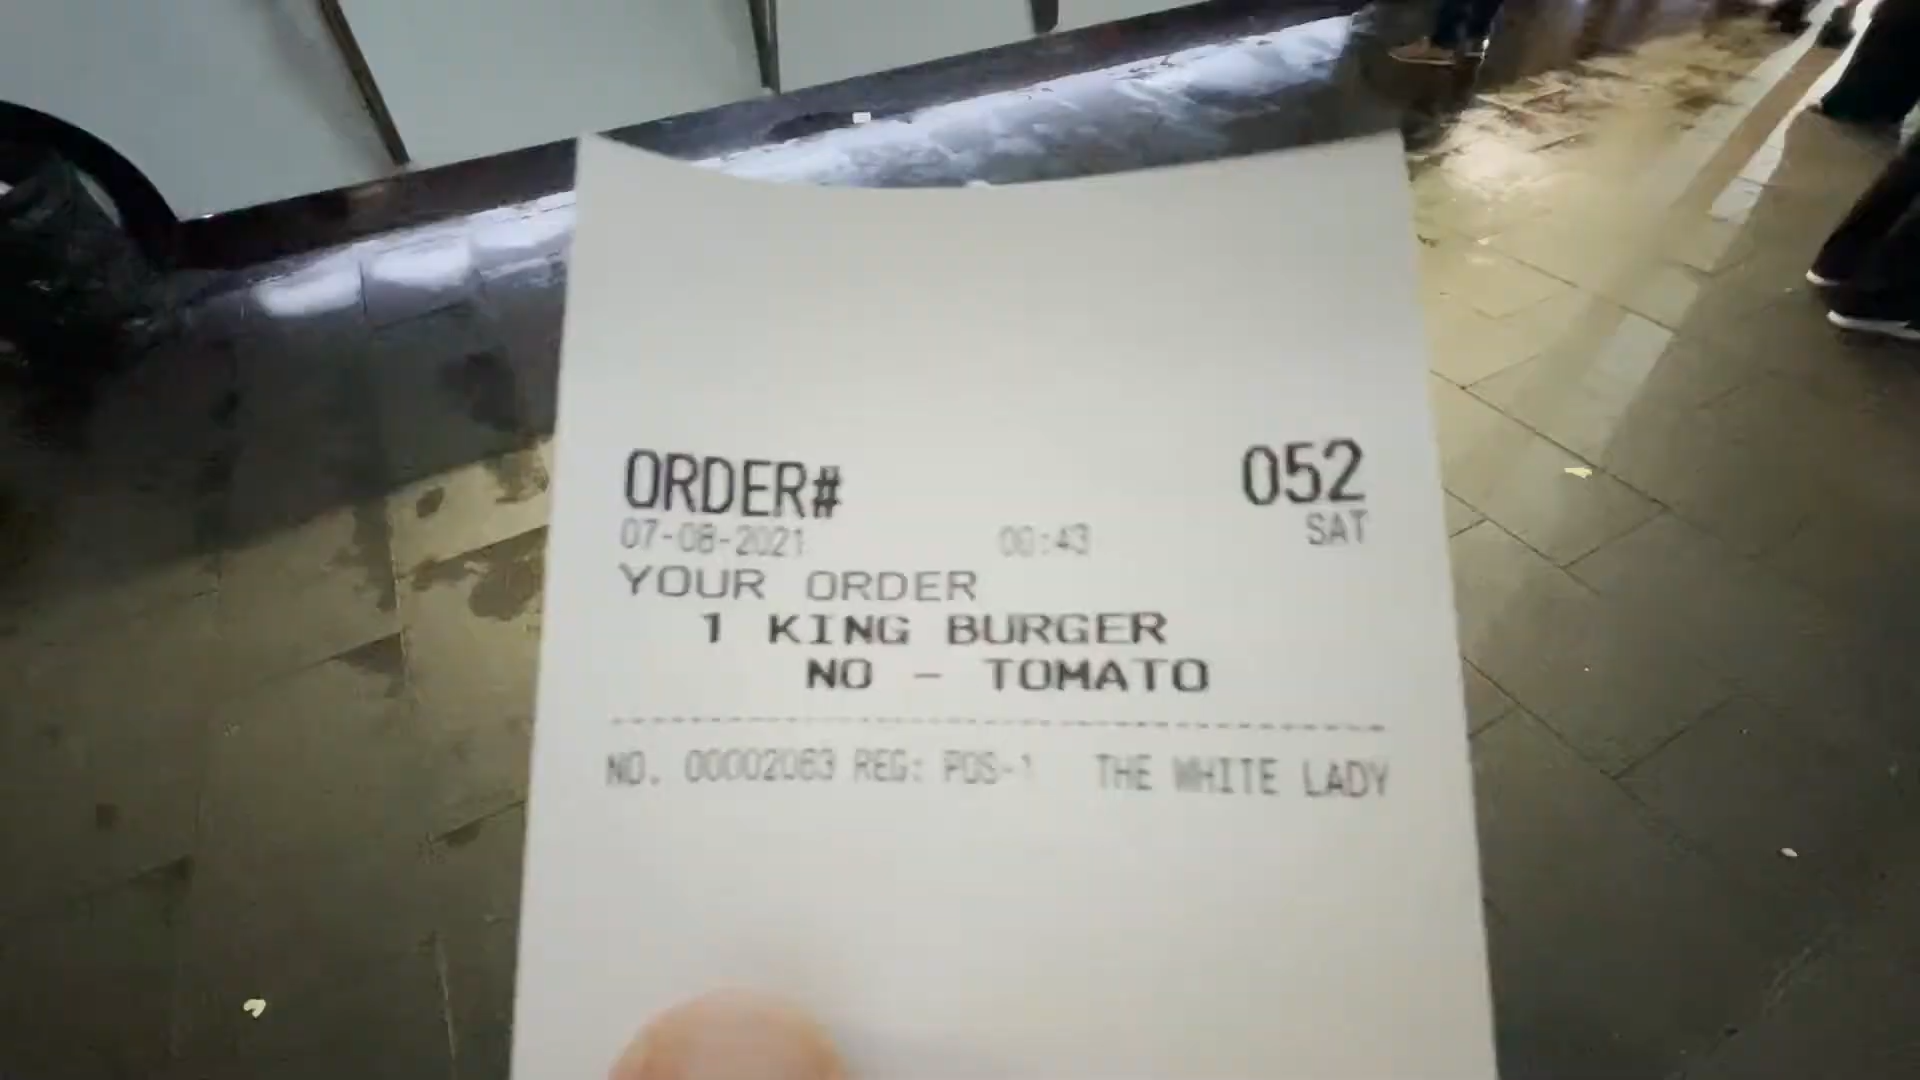 ORDER# 052
07-08-2021 00:43 SAT
YOUR ORDER
1 KING BURGER
NO - TOMATO
NO. 00002063 REG: POS-1 THE WHITE LADY